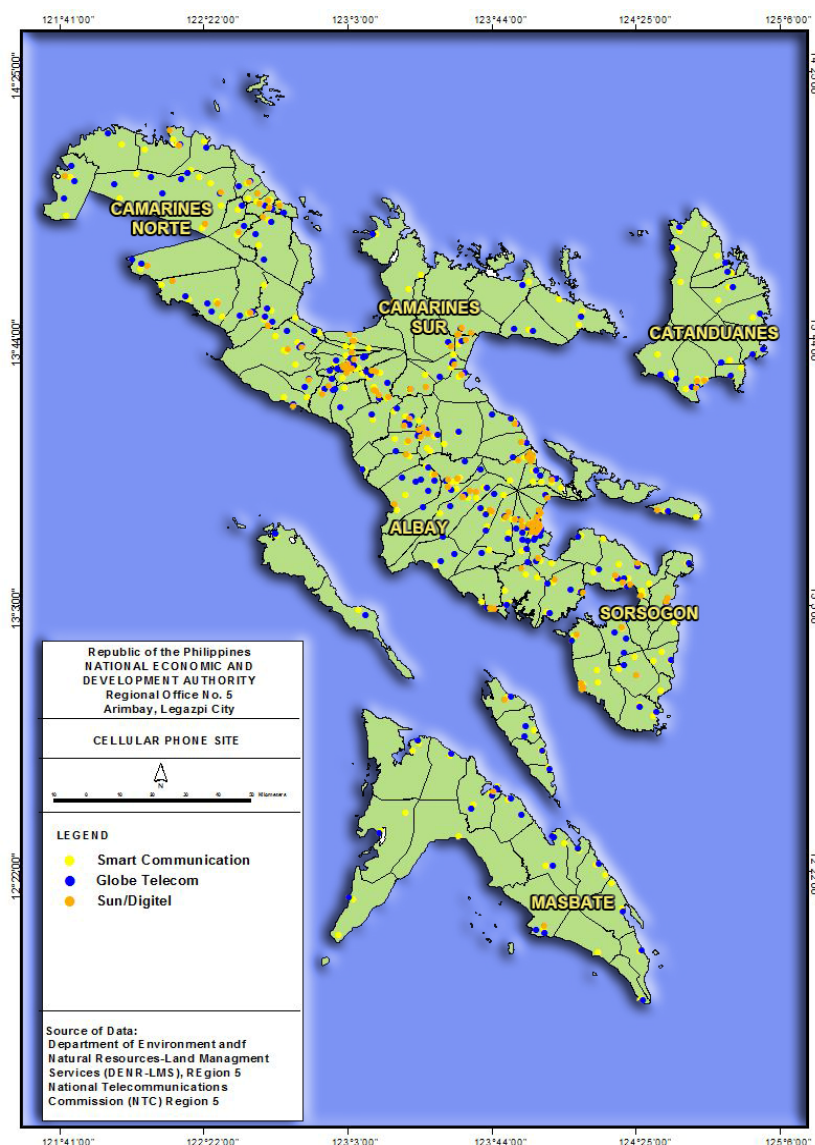 121°41'00" 122°22'00" 123°3'00" 123°44'00" 124°25'00" 125°6'00"
14°25'00"
CAMARINES
NORTE
CAMARINES
SUR
CATANDUANES
13°44'00"
ALBAY
SORSOGON
13°3'00"
MASBATE
12°22'00"
Republic of the Philippines
NATIONAL ECONOMIC AND
DEVELOPMENT AUTHORITY
Regional Office No. 5
Arimbay, Legazpi City
CELLULAR PHONE SITE
N
LEGEND
Smart Communication
Globe Telecom
Sun/Digitel
Source of Data:
Department of Environment andf
Natural Resources-Land Managment
Services (DENR-LMS), REgion 5
National Telecommunications
Commission (NTC) Region 5
121°41'00" 122°22'00" 123°3'00" 123°44'00" 124°25'00" 125°6'00"